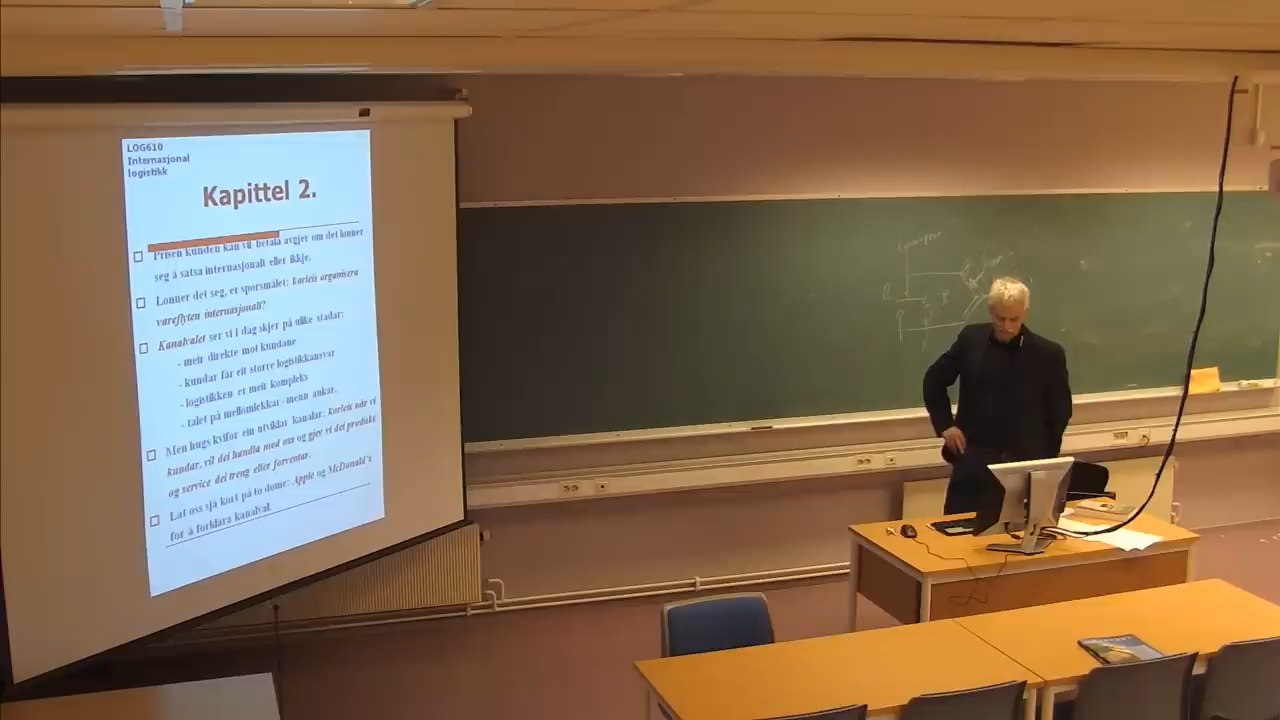 LOG610
Internasjonal
logistikk
Kapittel 2.
Prisen kunden kan vil betala avgjer om det lønner
seg å satsa internasjonalt eller ikkje.
Lønner det seg, er spørsmålet: korleis organisera
vareflyten internasjonalt?
Kanalvalet ser vi i dag skjer på ulike stadar:
- meir direkte mot kundane
- kundar får eit større logistikkansvar
- logistikken er meir kompleks
- talet på mellomlekkar - menn aukar.
Men hugs kvifor ein utviklar kanalar: Korleis når vi
kundar, vil dei handla med oss og gjev vi dei produkt
og service dei treng eller forventar.
Lat oss sjå kort på to døme: Apple og McDonald's
for å forklara kanalval.